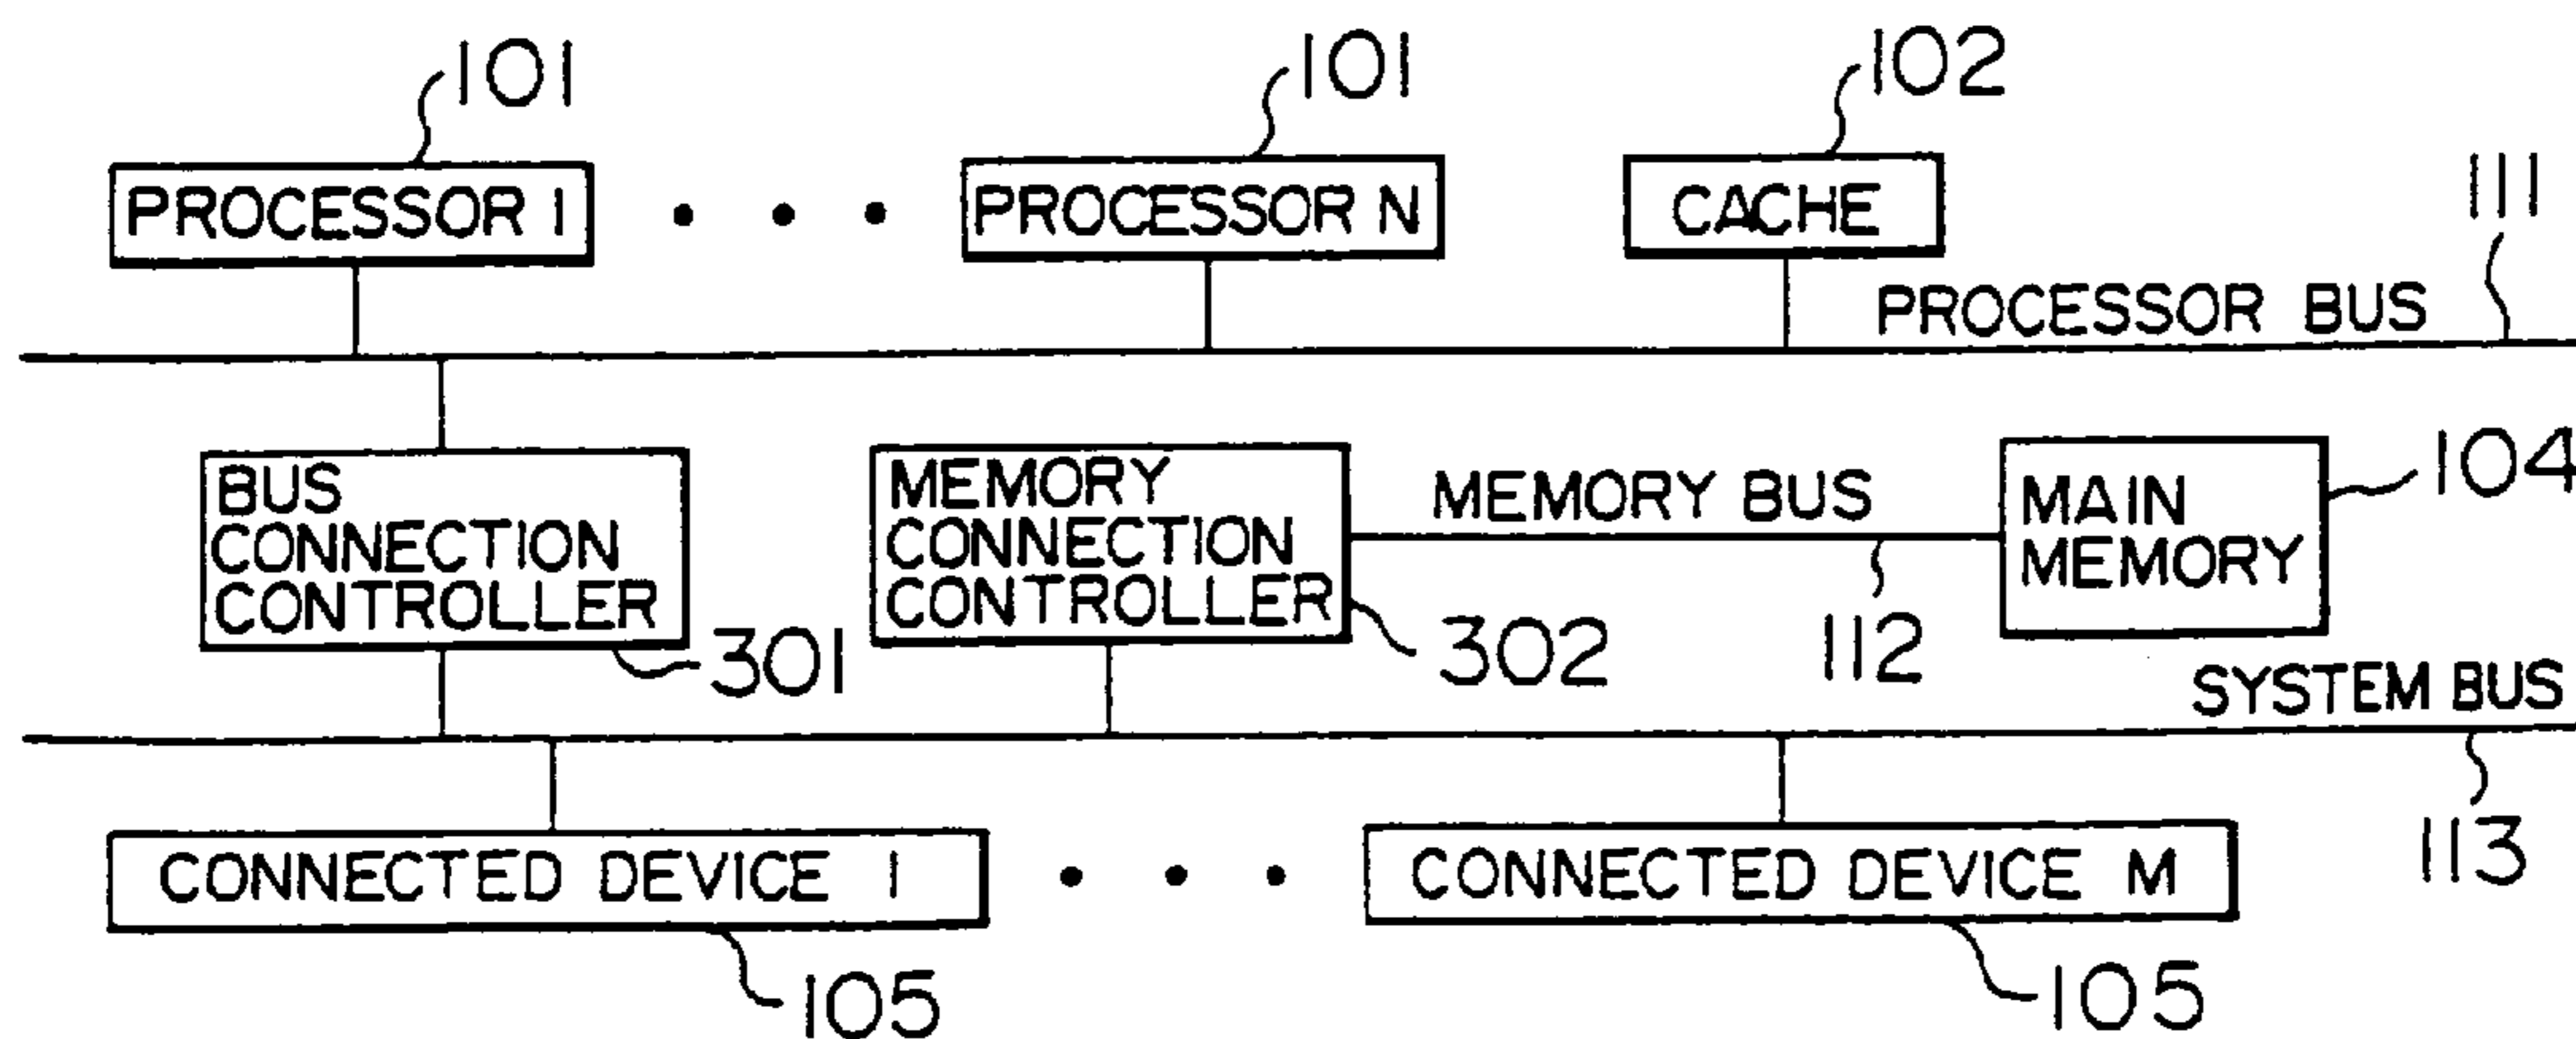 101
101
102
PROCESSOR 1
PROCESSOR N
CACHE
111
PROCESSOR BUS
BUS
CONNECTION
CONTROLLER
301
MEMORY
CONNECTION
CONTROLLER
302
MEMORY BUS
112
MAIN
MEMORY
104
SYSTEM BUS
113
CONNECTED DEVICE 1
CONNECTED DEVICE M
105
105